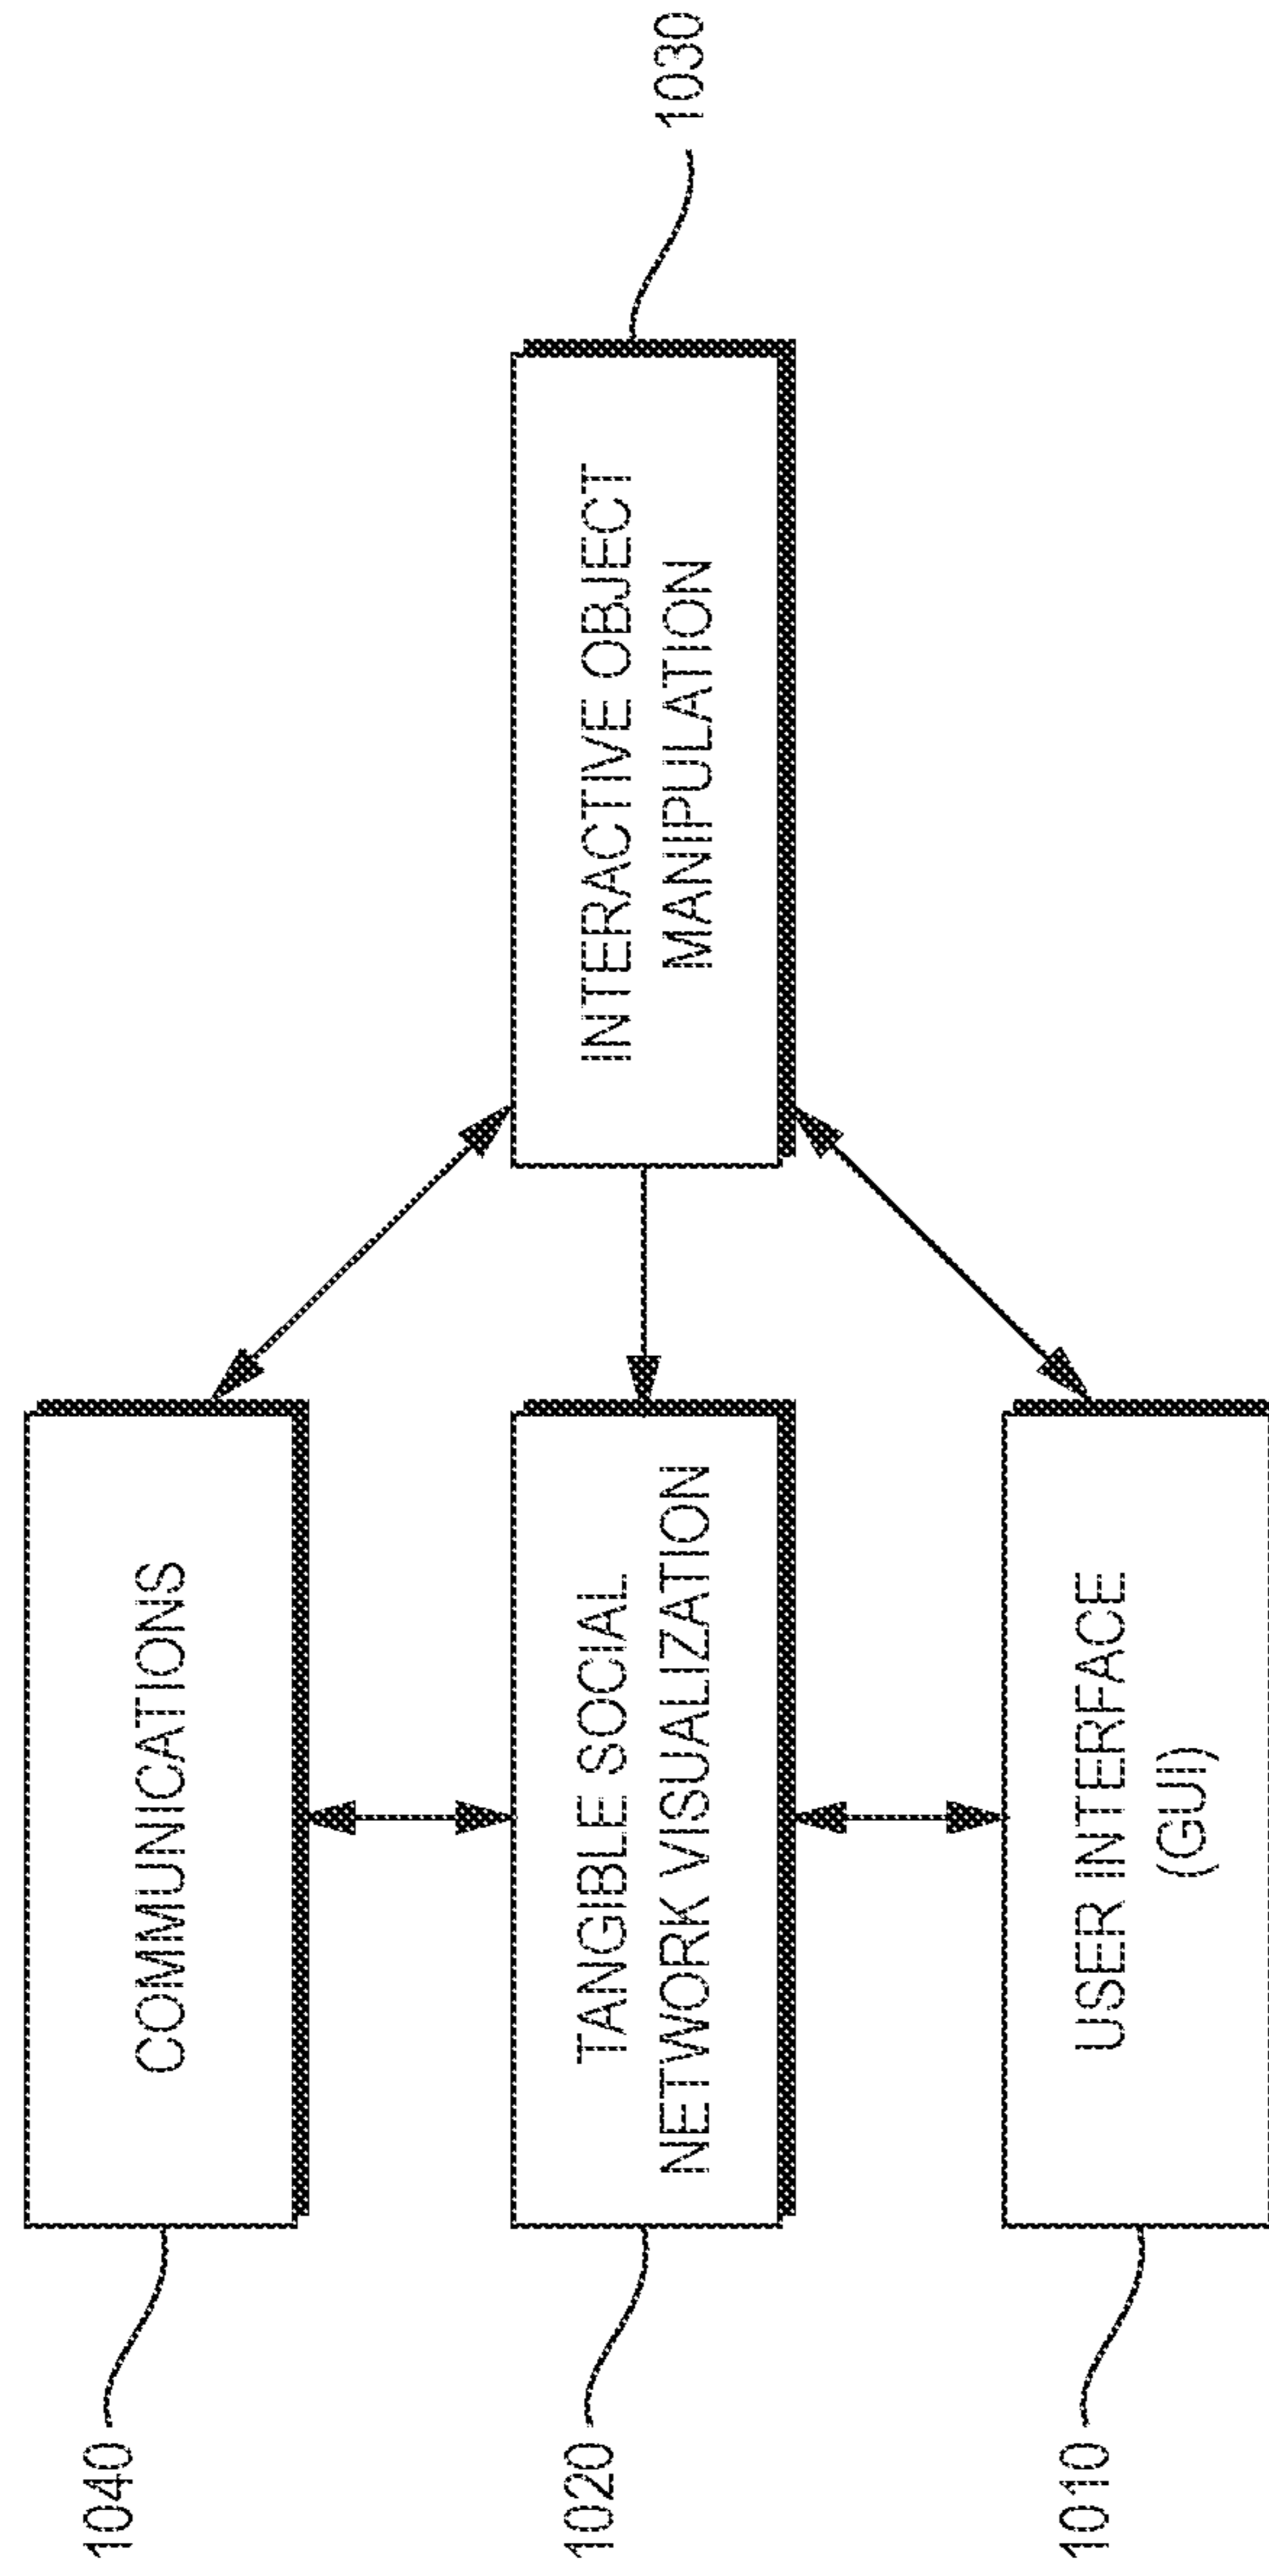 1040
COMMUNICATIONS
1020
TANGIBLE SOCIAL
NETWORK VISUALIZATION
INTERACTIVE OBJECT
MANIPULATION
1030
1010
USER INTERFACE
(GUI)